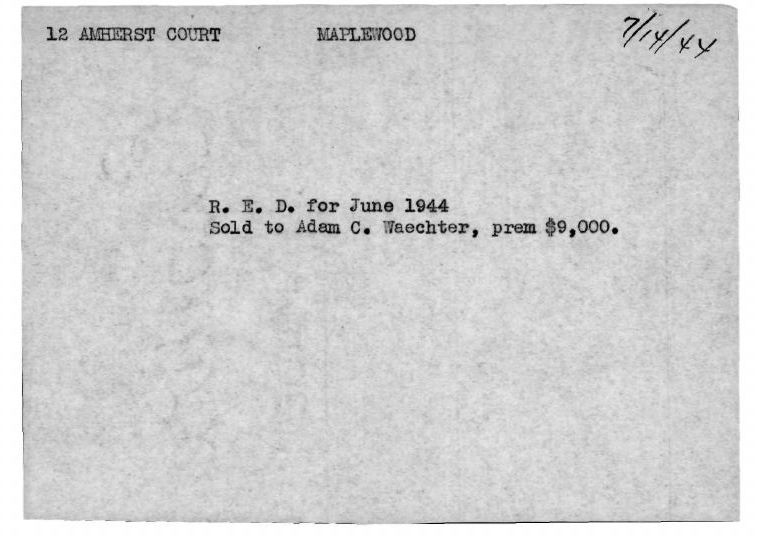 12 AMHERST COURT MAPLEWOOD 7/14/44
R. E. D. for June 1944
Sold to Adam C. Waechter, prem $9,000.